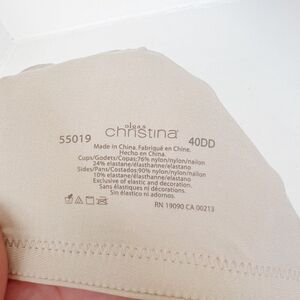 olga
christina
55019 40DD
Made in China. Fabriqué en Chine.
Hecho en China.
Cups/Godets/Copas:76% nylon/nylon/nailon
24% elastane/élasthanne/elastano
Sides/Pans/Costados:90% nylon/nylon/nailon
10% elastane/élasthanne/elastano
Exclusive of elastic and decoration.
Sans élastiques ni décorations.
Sin elástico ni adornos.
RN 19090 CA 00213